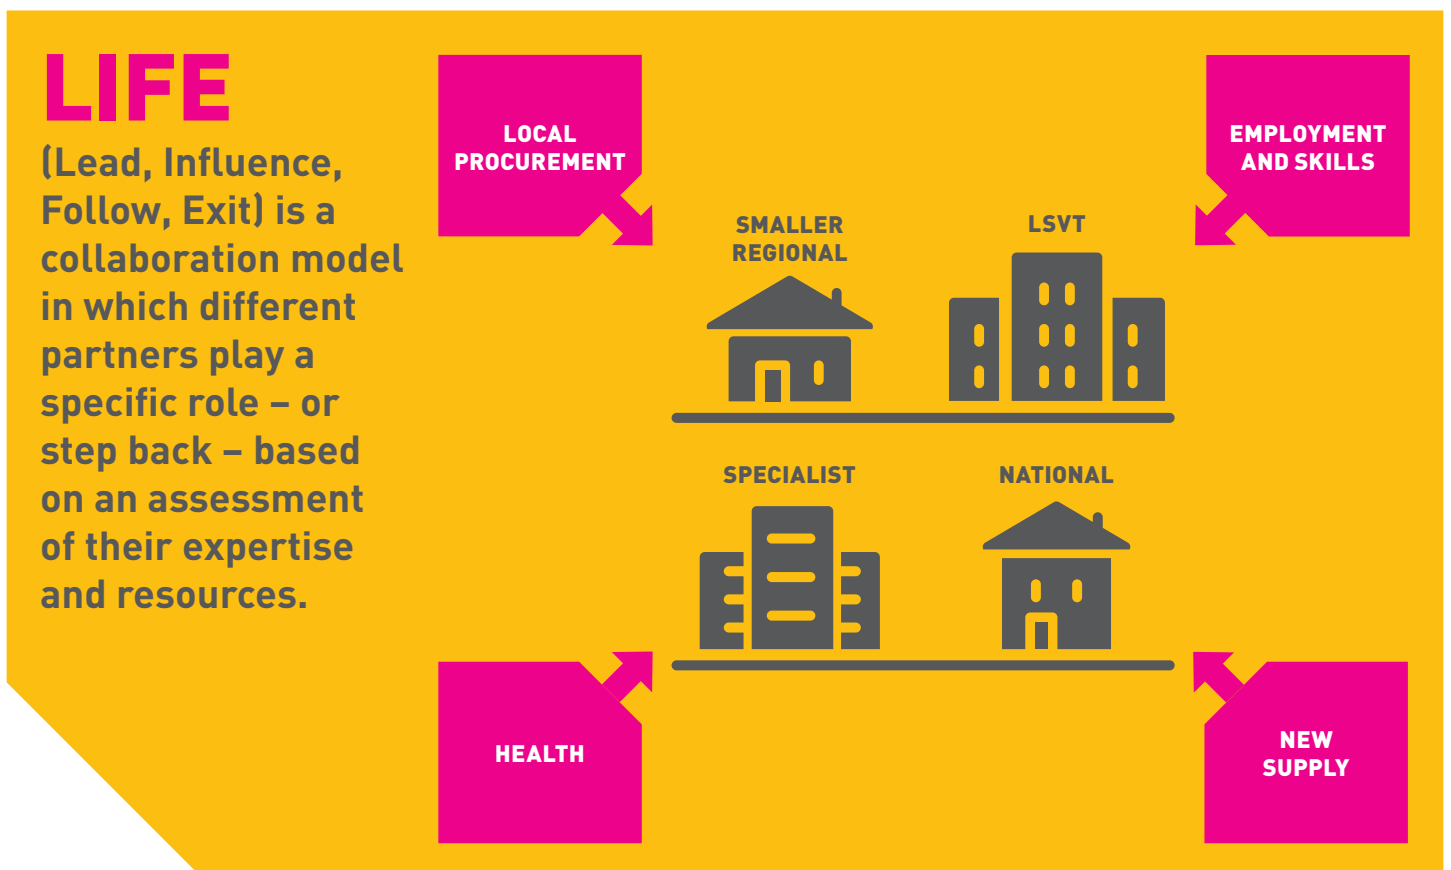 LIFE
(Lead, Influence,
Follow, Exit) is a
collaboration model
in which different
partners play a
specific role – or
step back – based
on an assessment
of their expertise
and resources.
LOCAL
PROCUREMENT
EMPLOYMENT
AND SKILLS
SMALLER
REGIONAL
LSVT
SPECIALIST
NATIONAL
HEALTH
NEW
SUPPLY